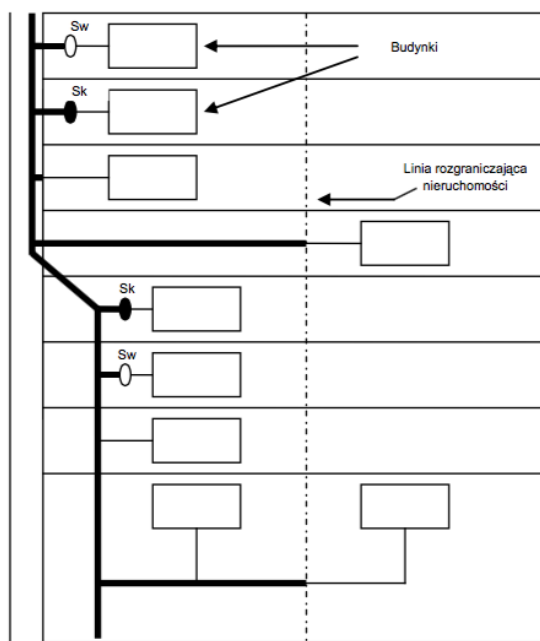 Sw
Budynki
Sk
Linia rozgraniczająca
nieruchomości
Sk
Sw